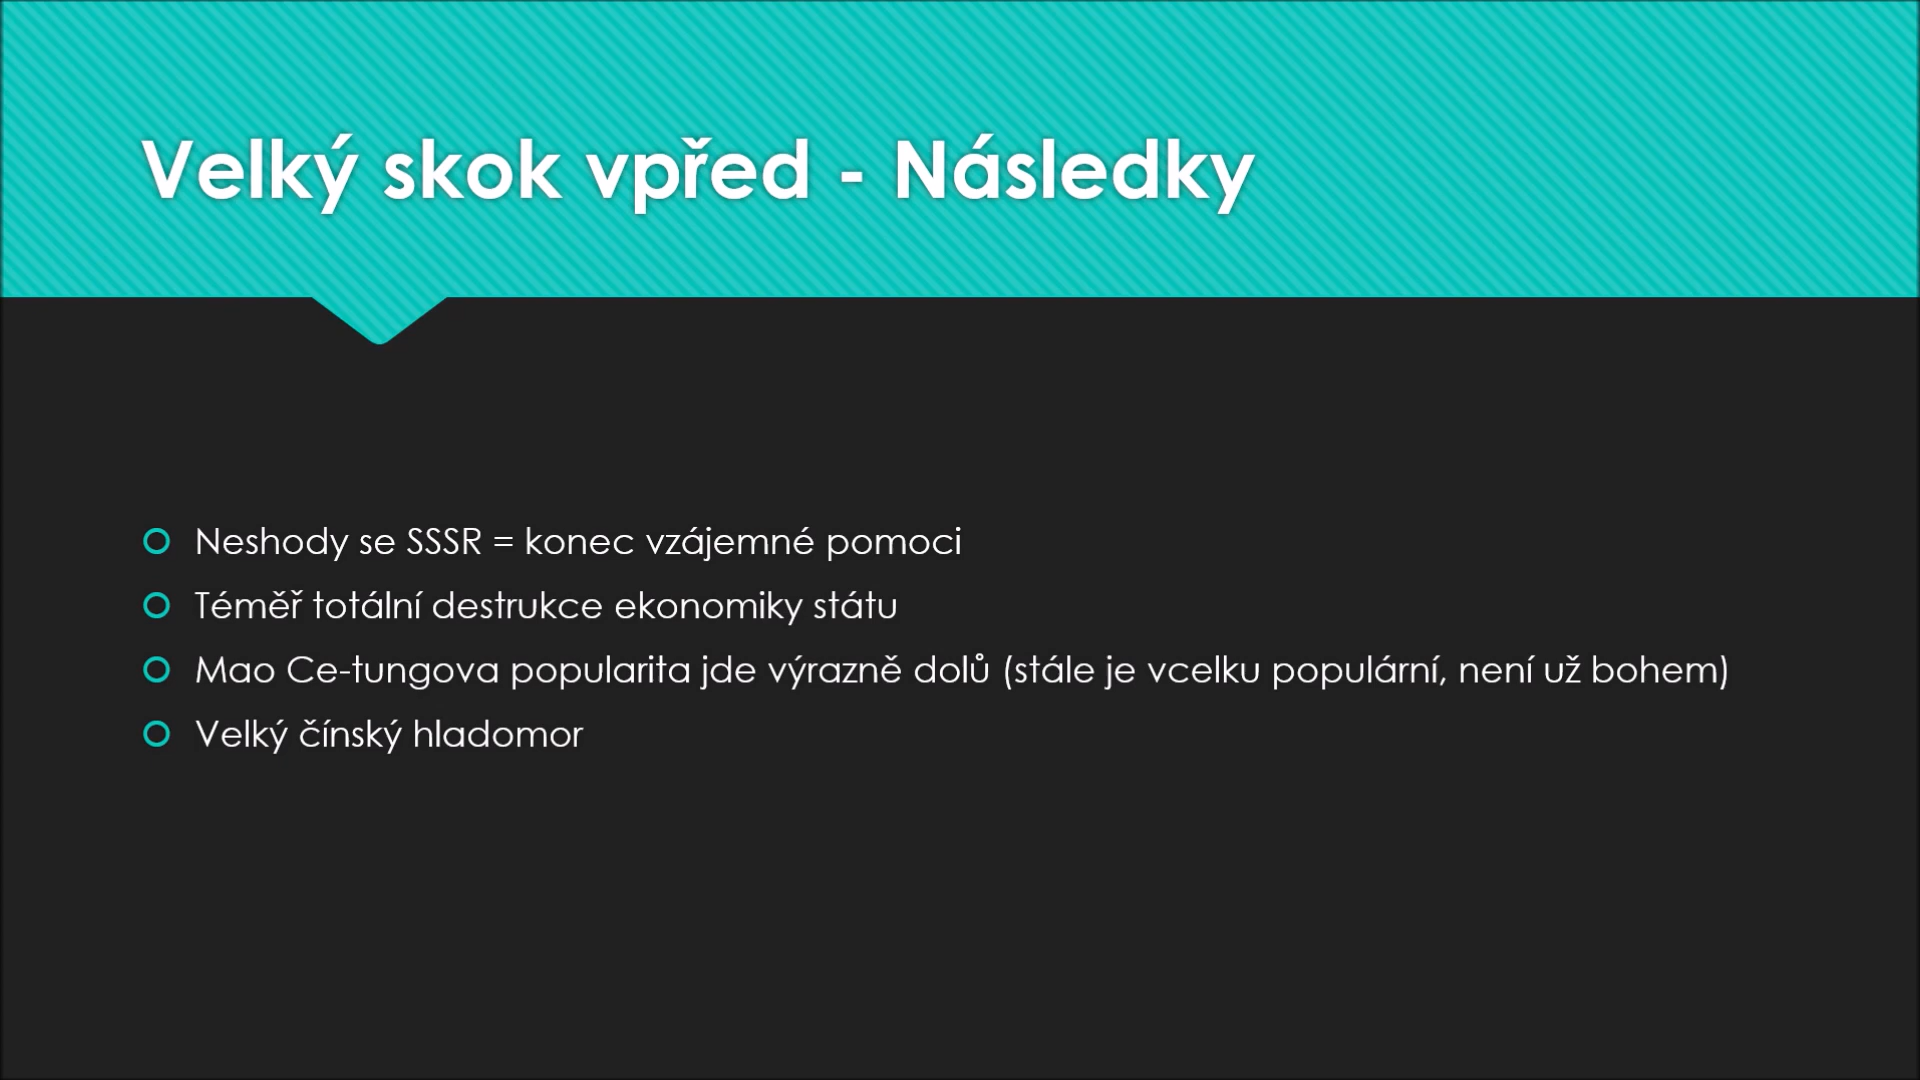 Velký skok vpřed - Následky
Neshody se SSSR = konec vzájemné pomoci
Téměř totální destrukce ekonomiky státu
Mao Ce-tungova popularita jde výrazně dolů (stále je vcelku populární, není už bohem)
Velký čínský hladomor